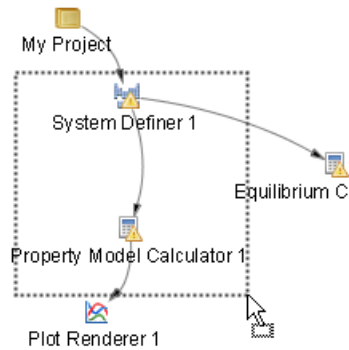 My Project
System Definer 1
Equilibrium C
Property Model Calculator 1
Plot Renderer 1